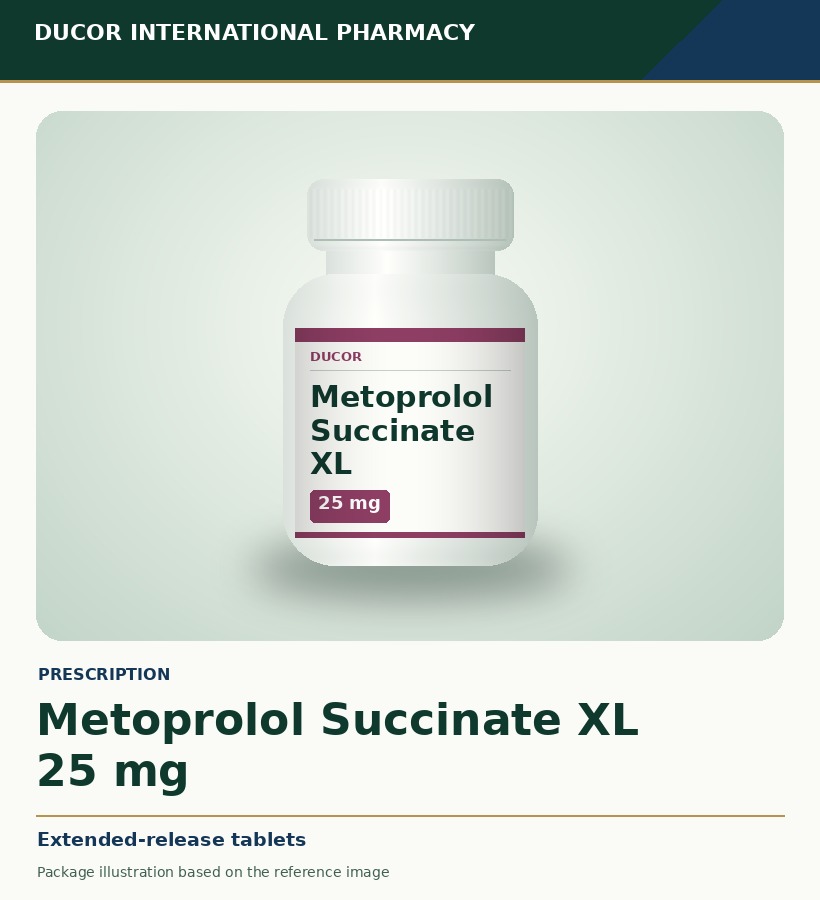 DUCOR INTERNATIONAL PHARMACY
DUCOR
Metoprolol
Succinate
XL
25 mg
PRESCRIPTION
Metoprolol Succinate XL
25 mg
Extended-release tablets
Package illustration based on the reference image